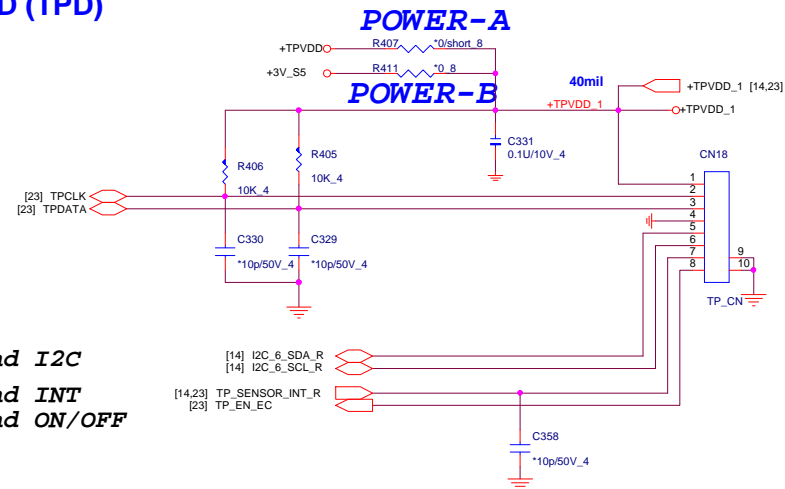 D (TPD)
POWER-A
+TPVDD
R407
*0/short_8
+3V_S5
R411
*0_8
POWER-B
40mil
+TPVDD_1
+TPVDD_1 [14,23]
+TPVDD_1
C331
0.1U/10V_4
CN18
R406
10K_4
R405
10K_4
[23] TPCLK
[23] TPDATA
1
2
3
4
5
6
7
8
9
10
TP_CN
C330
*10p/50V_4
C329
*10p/50V_4
ad I2C
[14] I2C_6_SDA_R
[14] I2C_6_SCL_R
ad INT
[14,23] TP_SENSOR_INT_R
ad ON/OFF
[23] TP_EN_EC
C358
*10p/50V_4